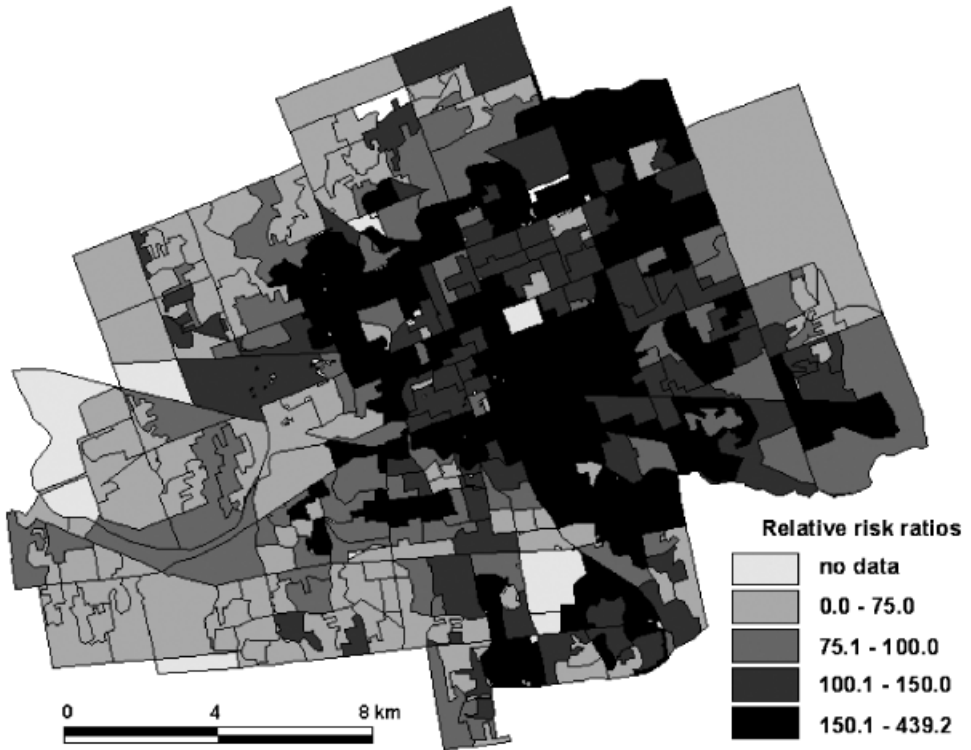 Relative risk ratios
no data
0.0 - 75.0
75.1 - 100.0
100.1 - 150.0
150.1 - 439.2
0 4 8 km